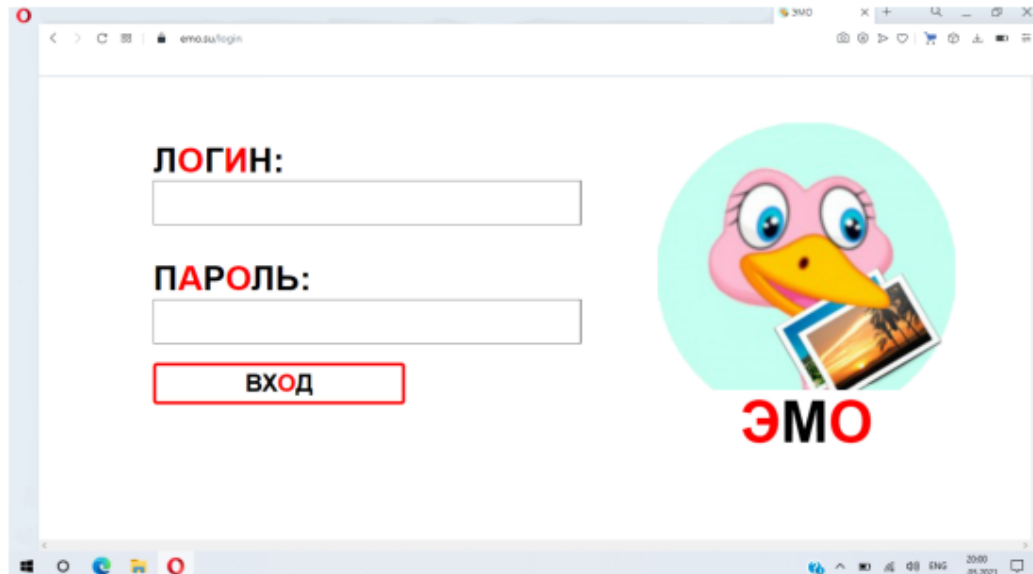 ЭМО
emo.su/login
ЛОГИН:
ПАРОЛЬ:
ВХОД
ЭМО
ENG
20:00